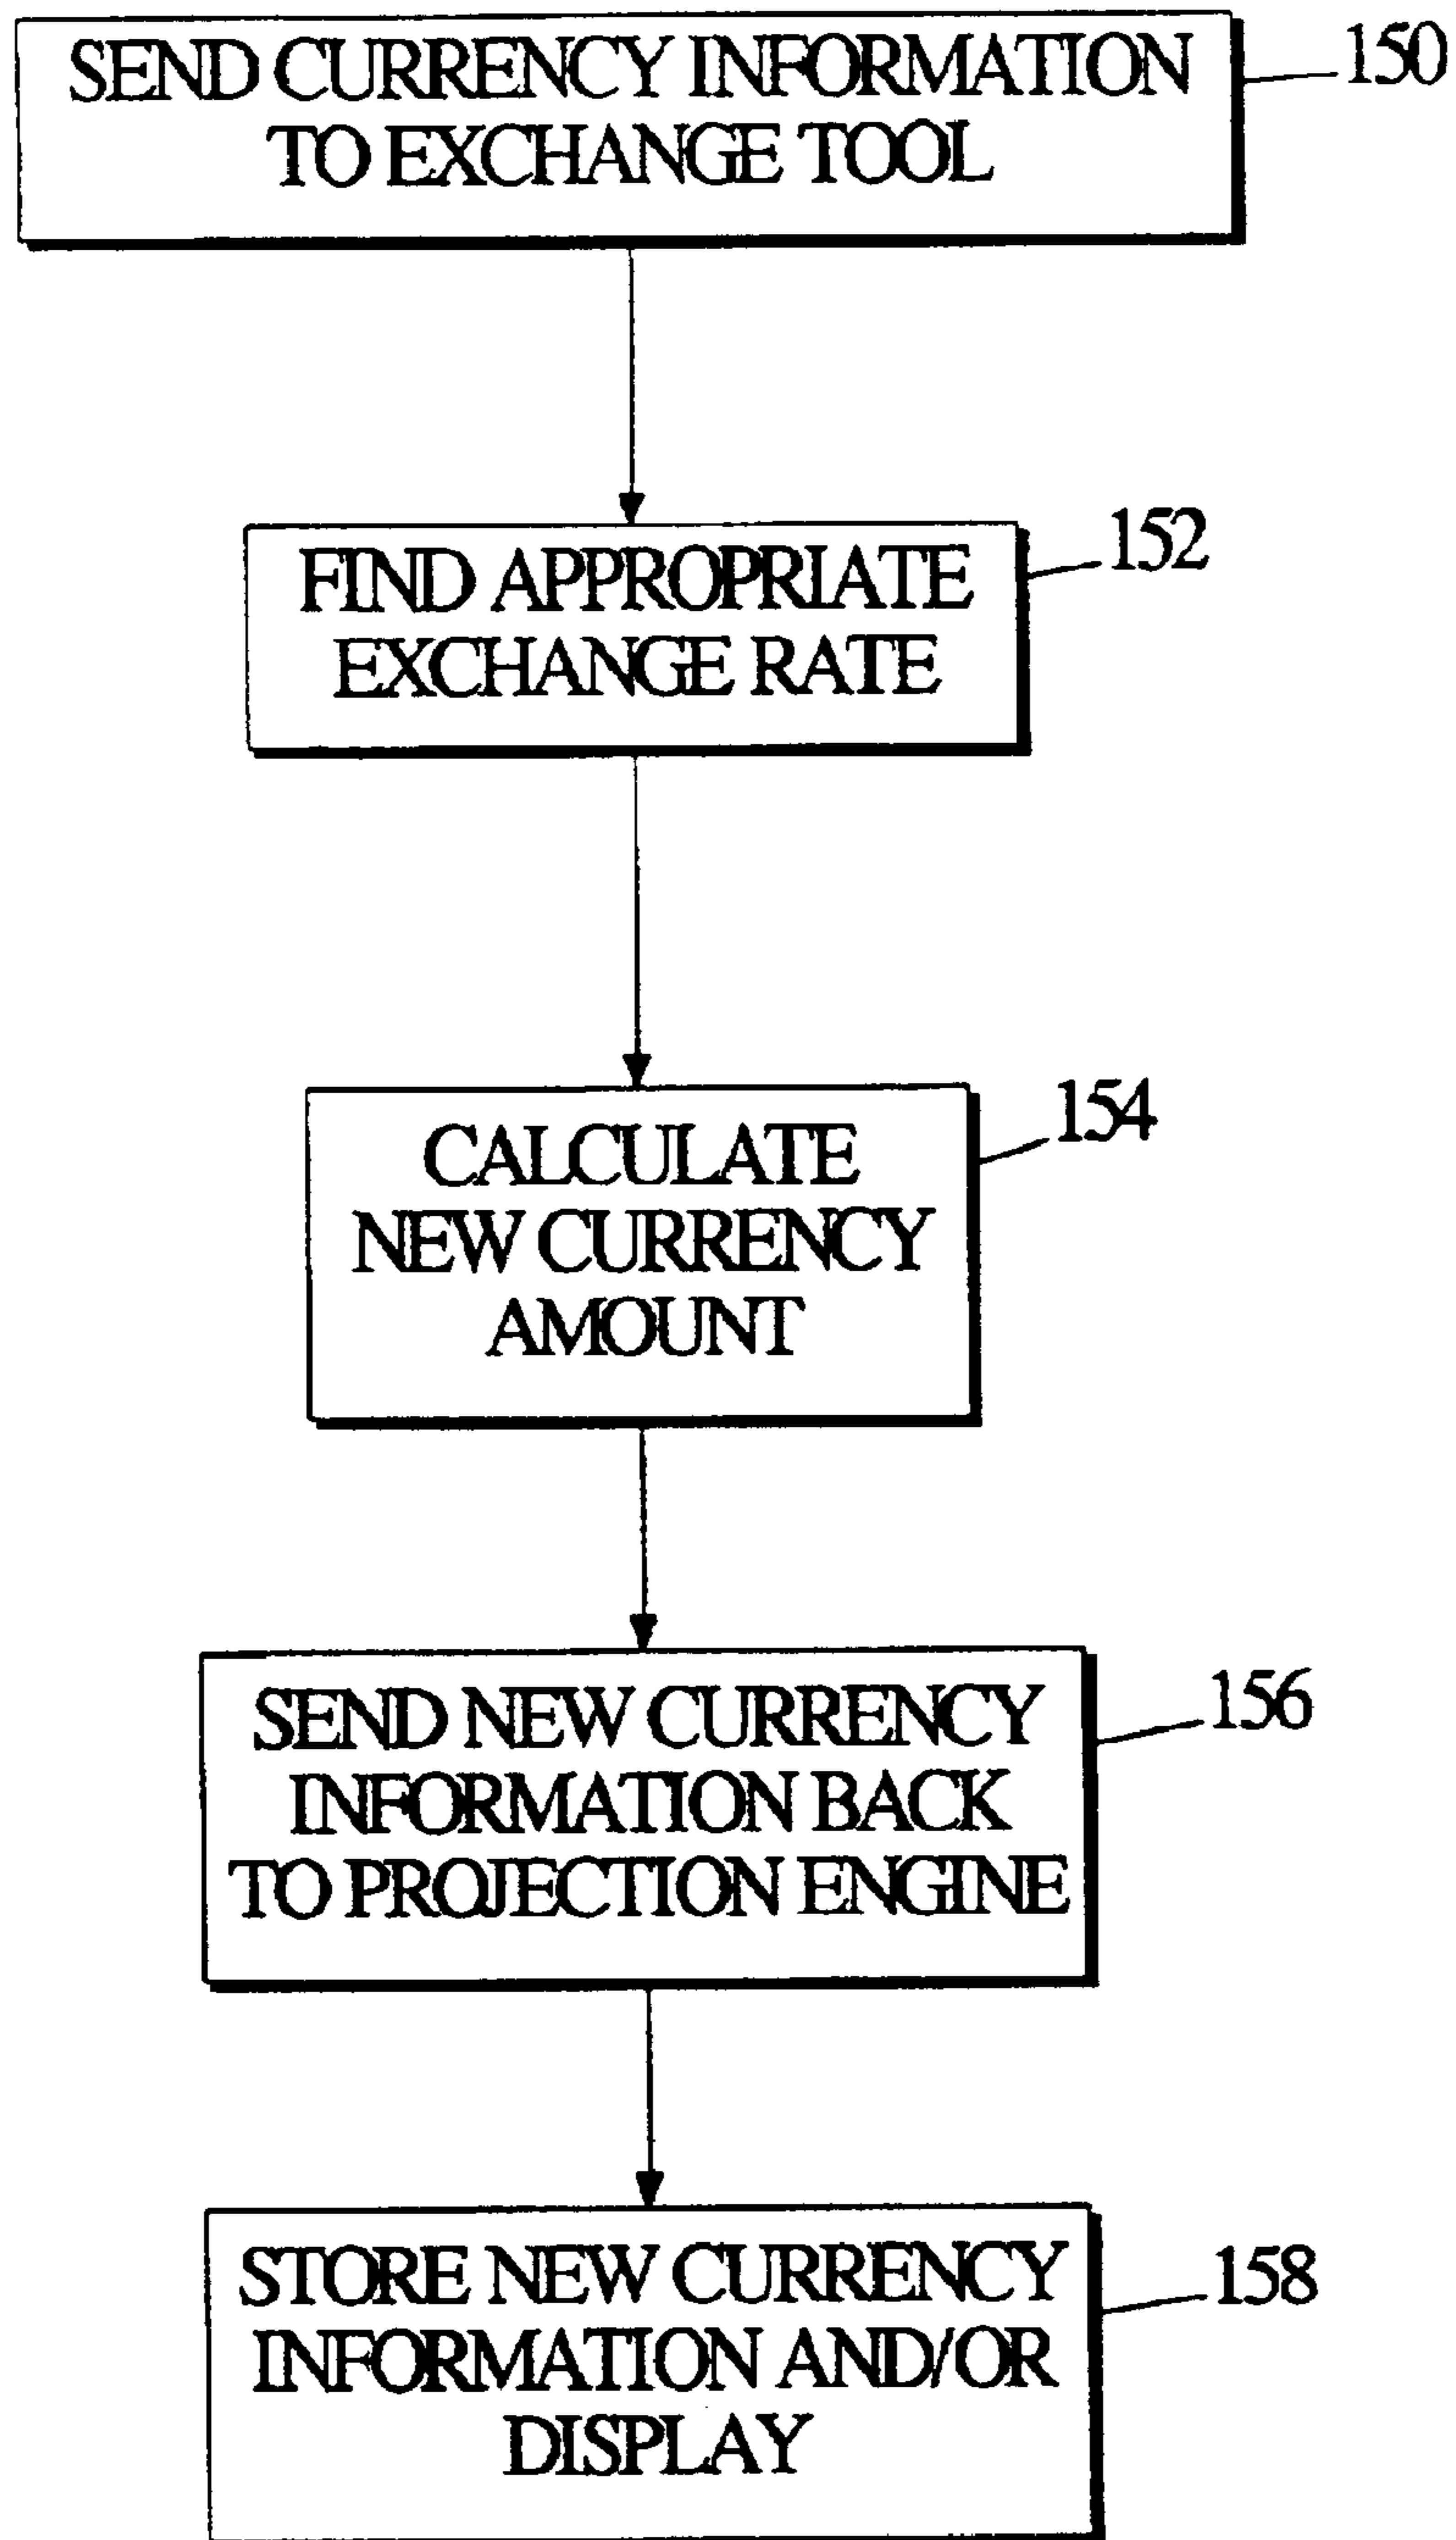 SEND CURRENCY INFORMATION 150
TO EXCHANGE TOOL
FIND APPROPRIATE 152
EXCHANGE RATE
CALCULATE 154
NEW CURRENCY
AMOUNT
SEND NEW CURRENCY 156
INFORMATION BACK
TO PROJECTION ENGINE
STORE NEW CURRENCY 158
INFORMATION AND/OR
DISPLAY